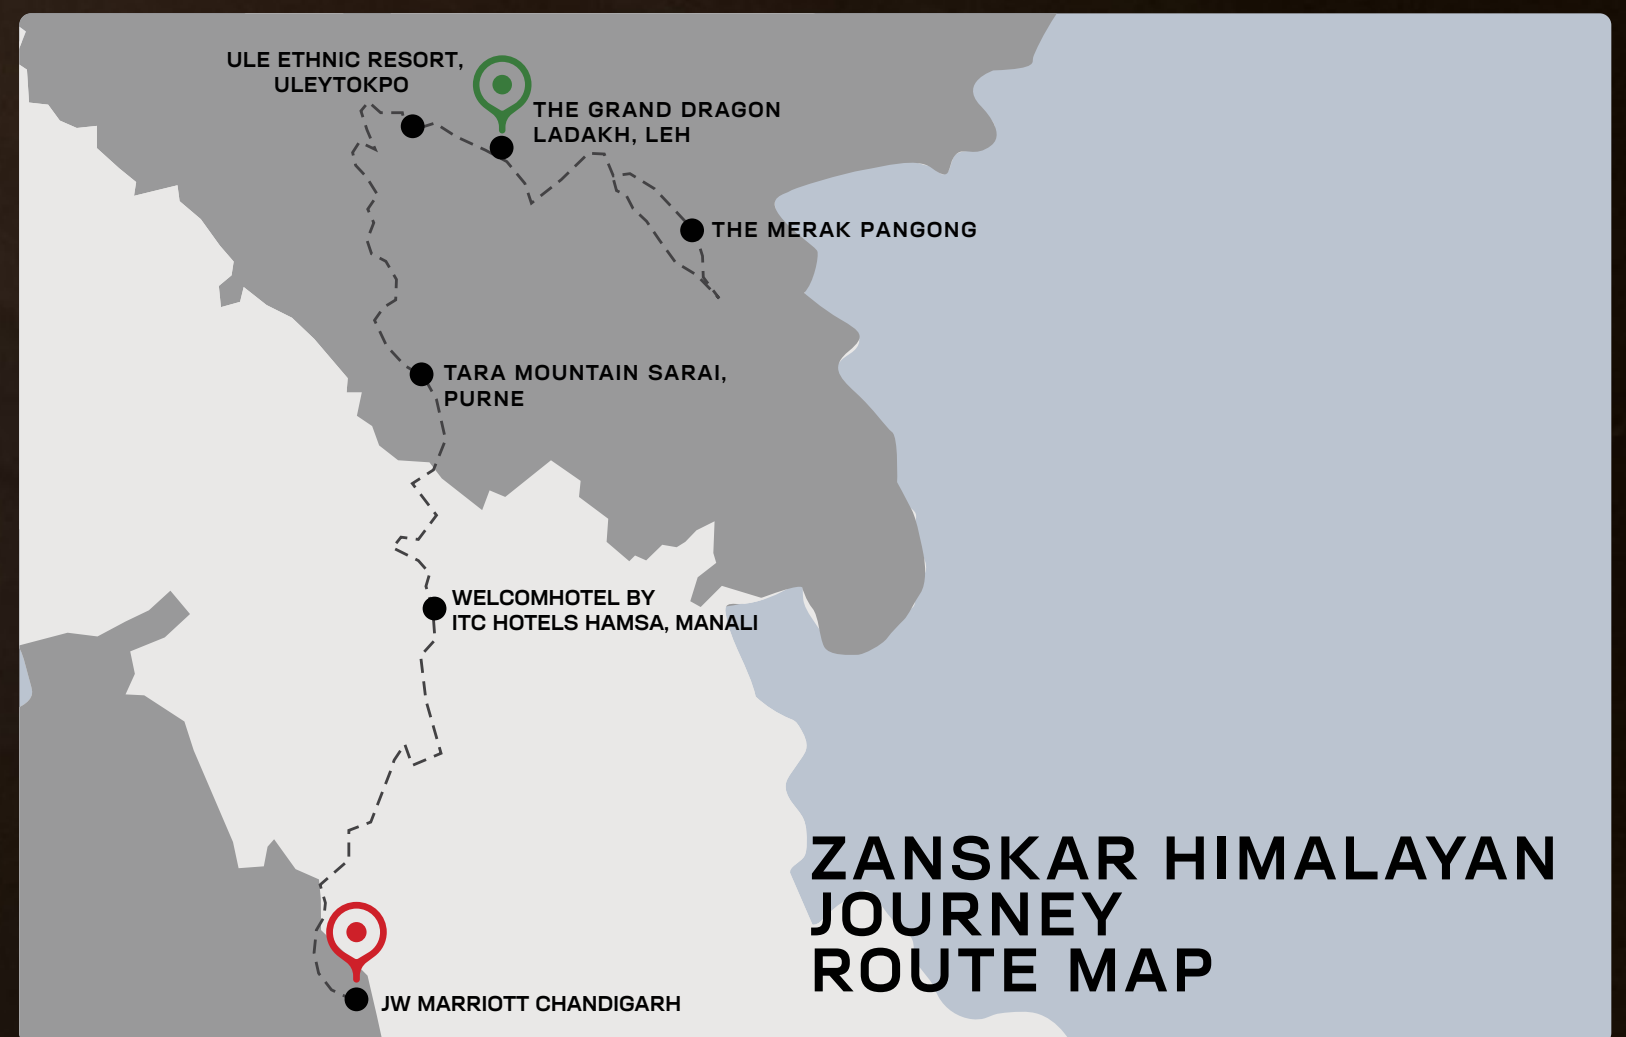 ULE ETHNIC RESORT,
ULEYTOKPO
THE GRAND DRAGON
LADAKH, LEH
THE MERAK PANGONG
TARA MOUNTAIN SARAI,
PURNE
WELCOMHOTEL BY
ITC HOTELS HAMSA, MANALI
ZANSKAR HIMALAYAN
JOURNEY
ROUTE MAP
JW MARRIOTT CHANDIGARH